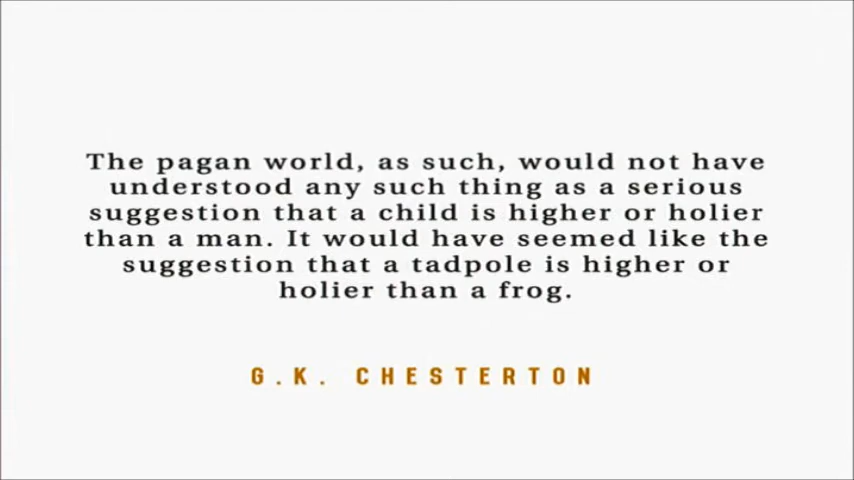 The pagan world, as such, would not have
understood any such thing as a serious
suggestion that a child is higher or holier
than a man. It would have seemed like the
suggestion that a tadpole is higher or
holier than a frog.
G.K. CHESTERTON